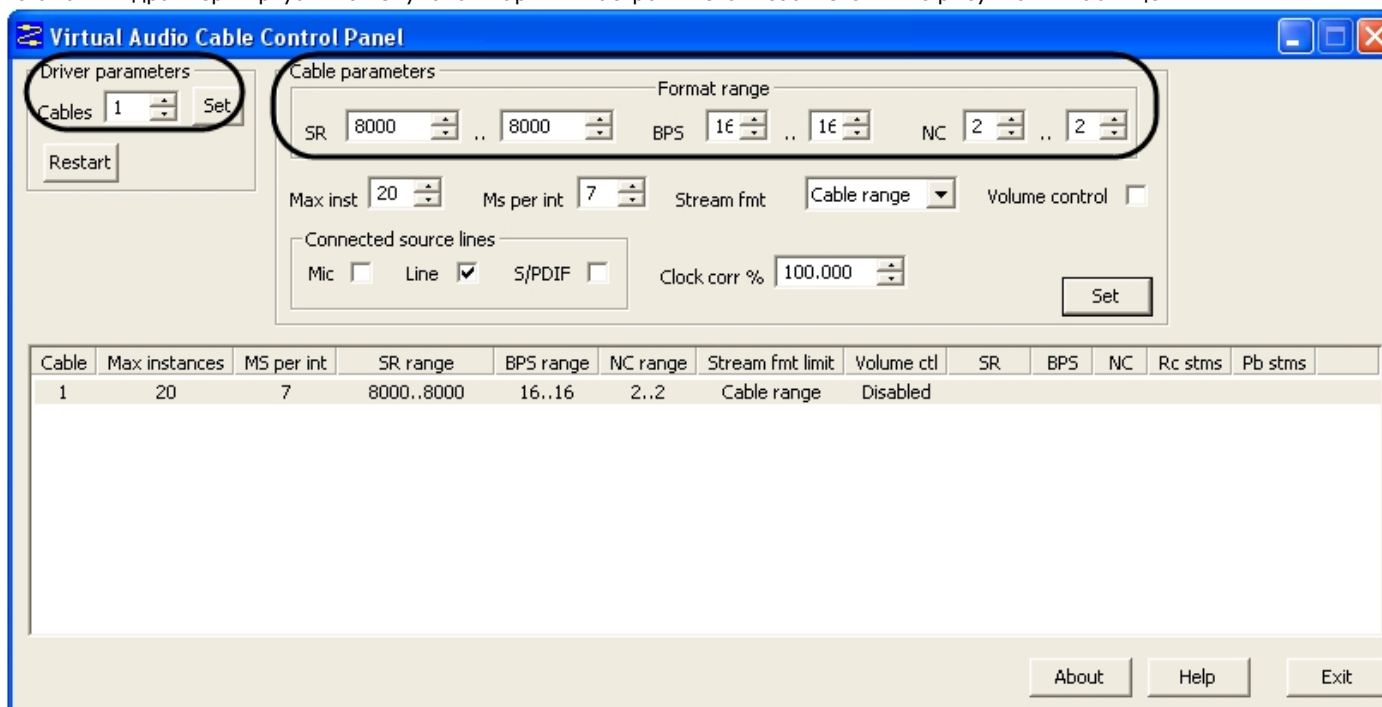 Virtual Audio Cable Control Panel
Driver parameters
Cables 1 Set
Restart
Cable parameters
Format range
SR 8000 .. 8000 BPS 16 .. 16 NC 2 .. 2
Max inst 20 Ms per int 7 Stream fmt Cable range Volume control
Connected source lines
Mic Line S/PDIF Clock corr % 100.000
Set
Cable Max instances MS per int SR range BPS range NC range Stream fmt limit Volume ctl SR BPS NC Rc stms Pb stms
1 20 7 8000..8000 16..16 2..2 Cable range Disabled
About Help Exit